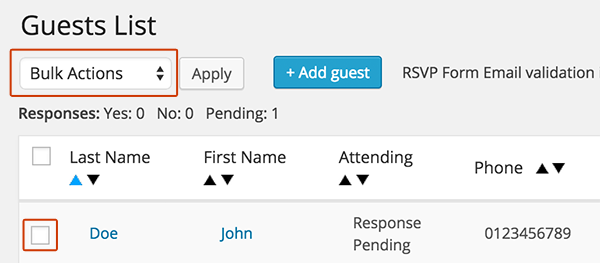 Guests List
Bulk Actions Apply + Add guest RSVP Form Email validation
Responses: Yes: 0 No: 0 Pending: 1
Last Name First Name Attending Phone
Doe John Response Pending 0123456789